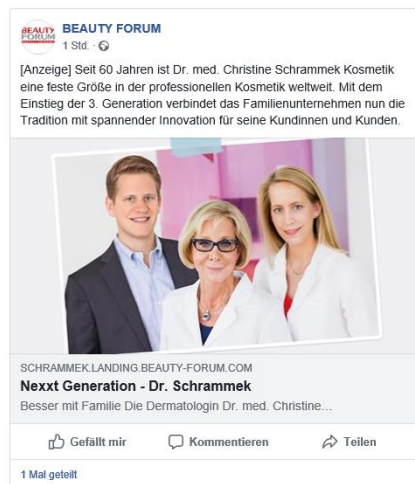 BEAUTY FORUM
BEAUTY FORUM
1 Std.
[Anzeige] Seit 60 Jahren ist Dr. med. Christine Schrammek Kosmetik
eine feste Größe in der professionellen Kosmetik weltweit. Mit dem
Einstieg der 3. Generation verbindet das Familienunternehmen nun die
Tradition mit spannender Innovation für seine Kundinnen und Kunden.
SCHRAMMEK.LANDING.BEAUTY-FORUM.COM
Nexxt Generation - Dr. Schrammek
Besser mit Familie Die Dermatologin Dr. med. Christine...
Gefällt mir
Kommentieren
Teilen
1 Mal geteilt